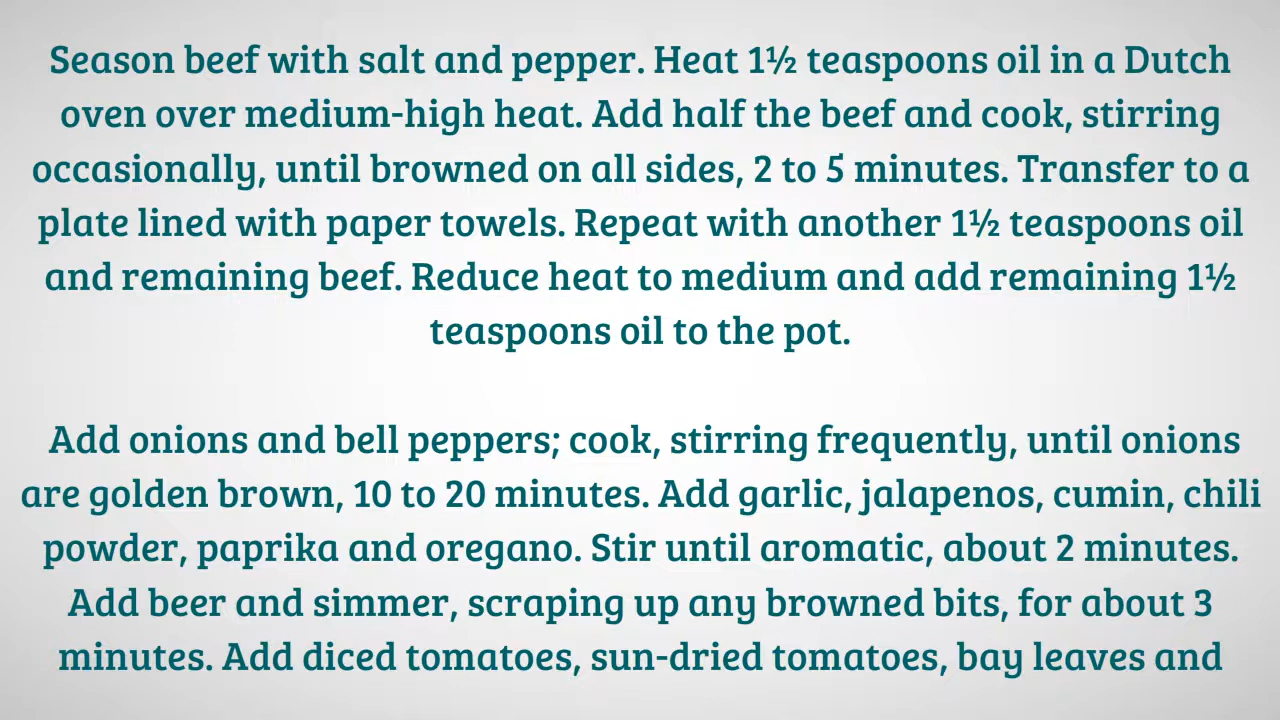 Season beef with salt and pepper. Heat 1½ teaspoons oil in a Dutch
oven over medium-high heat. Add half the beef and cook, stirring
occasionally, until browned on all sides, 2 to 5 minutes. Transfer to a
plate lined with paper towels. Repeat with another 1½ teaspoons oil
and remaining beef. Reduce heat to medium and add remaining 1½
teaspoons oil to the pot.
Add onions and bell peppers; cook, stirring frequently, until onions
are golden brown, 10 to 20 minutes. Add garlic, jalapenos, cumin, chili
powder, paprika and oregano. Stir until aromatic, about 2 minutes.
Add beer and simmer, scraping up any browned bits, for about 3
minutes. Add diced tomatoes, sun-dried tomatoes, bay leaves and